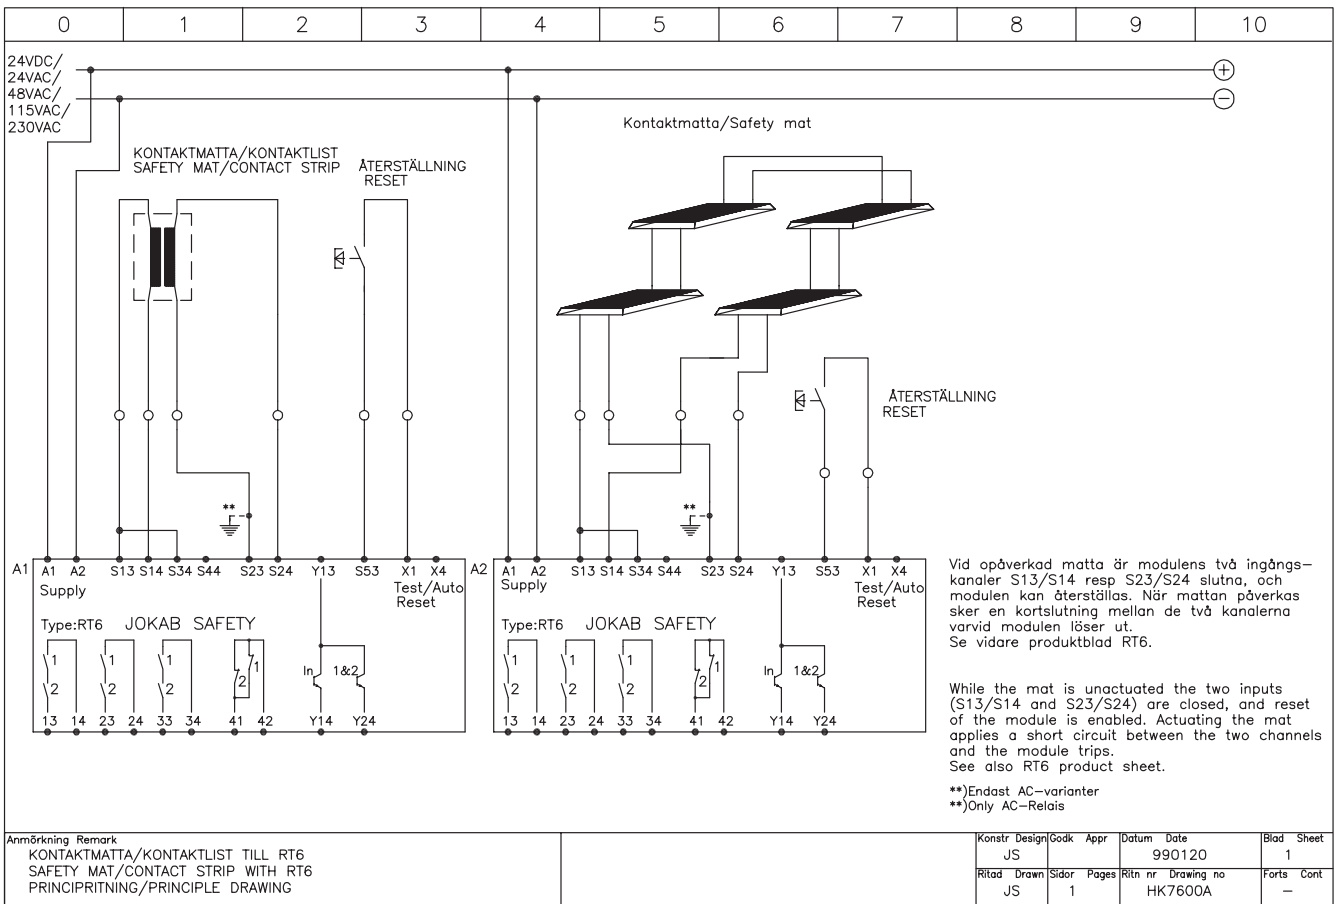 0 1 2 3 4 5 6 7 8 9 10
24VDC/
24VAC/
48VAC/
115VAC/
230VAC
+
−
Kontaktmatta/Safety mat
KONTAKTMATTA/KONTAKTLIST
SAFETY MAT/CONTACT STRIP
ÅTERSTÄLLNING
RESET
ÅTERSTÄLLNING
RESET
**
**
A1 A1 A2 S13 S14 S34 S44 S23 S24 Y13 S53 X1 X4
Supply Test/Auto
Reset
Type:RT6 JOKAB SAFETY
1 1 1 1 In 1&2
2 2 2 2
13 14 23 24 33 34 41 42 Y14 Y24
A2 A1 A2 S13 S14 S34 S44 S23 S24 Y13 S53 X1 X4
Supply Test/Auto
Reset
Type:RT6 JOKAB SAFETY
1 1 1 1 In 1&2
2 2 2 2
13 14 23 24 33 34 41 42 Y14 Y24
Vid opåverkad matta är modulens två ingångs−
kanaler S13/S14 resp S23/S24 slutna, och
modulen kan återställas. När mattan påverkas
sker en kortslutning mellan de två kanalerna
varvid modulen löser ut.
Se vidare produktblad RT6.
While the mat is unactuated the two inputs
(S13/S14 and S23/S24) are closed, and reset
of the module is enabled. Actuating the mat
applies a short circuit between the two channels
and the module trips.
See also RT6 product sheet.
**)Endast AC−varianter
**)Only AC−Relais
Anmõrkning Remark
KONTAKTMATTA/KONTAKTLIST TILL RT6
SAFETY MAT/CONTACT STRIP WITH RT6
PRINCIPRITNING/PRINCIPLE DRAWING
Konstr Design Godk Appr Datum Date Blad Sheet
JS 990120 1
Ritad Drawn Sidor Pages Ritn nr Drawing no Forts Cont
JS 1 HK7600A −